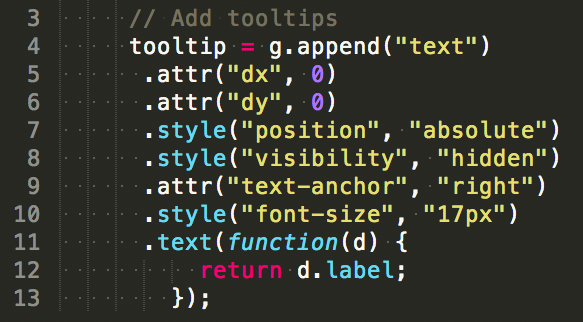 3 // Add tooltips
4 tooltip = g.append("text")
5 .attr("dx", 0)
6 .attr("dy", 0)
7 .style("position", "absolute")
8 .style("visibility", "hidden")
9 .attr("text-anchor", "right")
10 .style("font-size", "17px")
11 .text(function(d) {
12 return d.label;
13 });